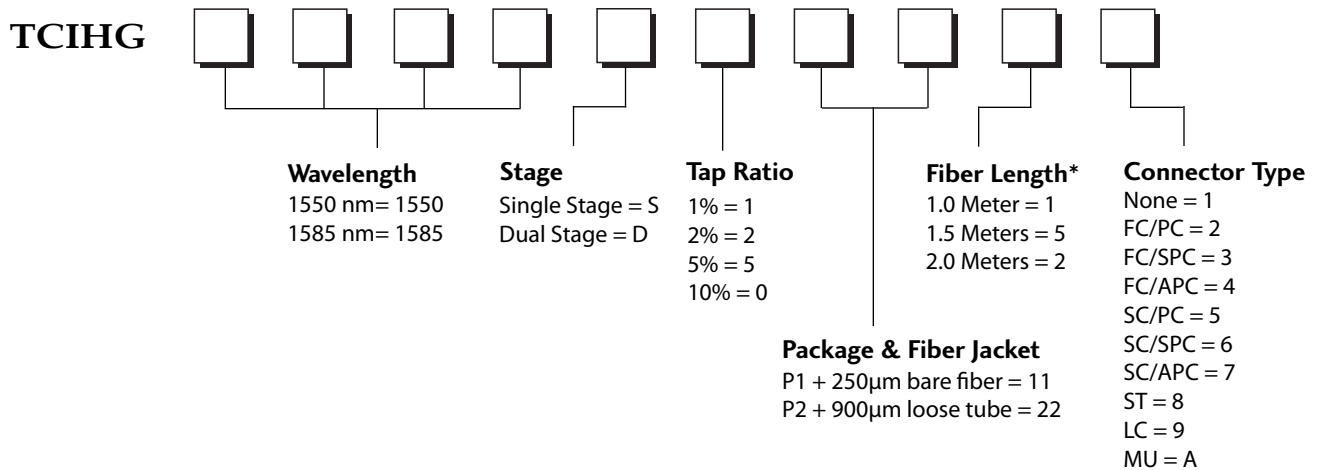 TCIHG
Wavelength
1550 nm= 1550
1585 nm= 1585
Stage
Single Stage = S
Dual Stage = D
Tap Ratio
1% = 1
2% = 2
5% = 5
10% = 0
Package & Fiber Jacket
P1 + 250μm bare fiber = 11
P2 + 900μm loose tube = 22
Fiber Length*
1.0 Meter = 1
1.5 Meters = 5
2.0 Meters = 2
Connector Type
None = 1
FC/PC = 2
FC/SPC = 3
FC/APC = 4
SC/PC = 5
SC/SPC = 6
SC/APC = 7
ST = 8
LC = 9
MU = A